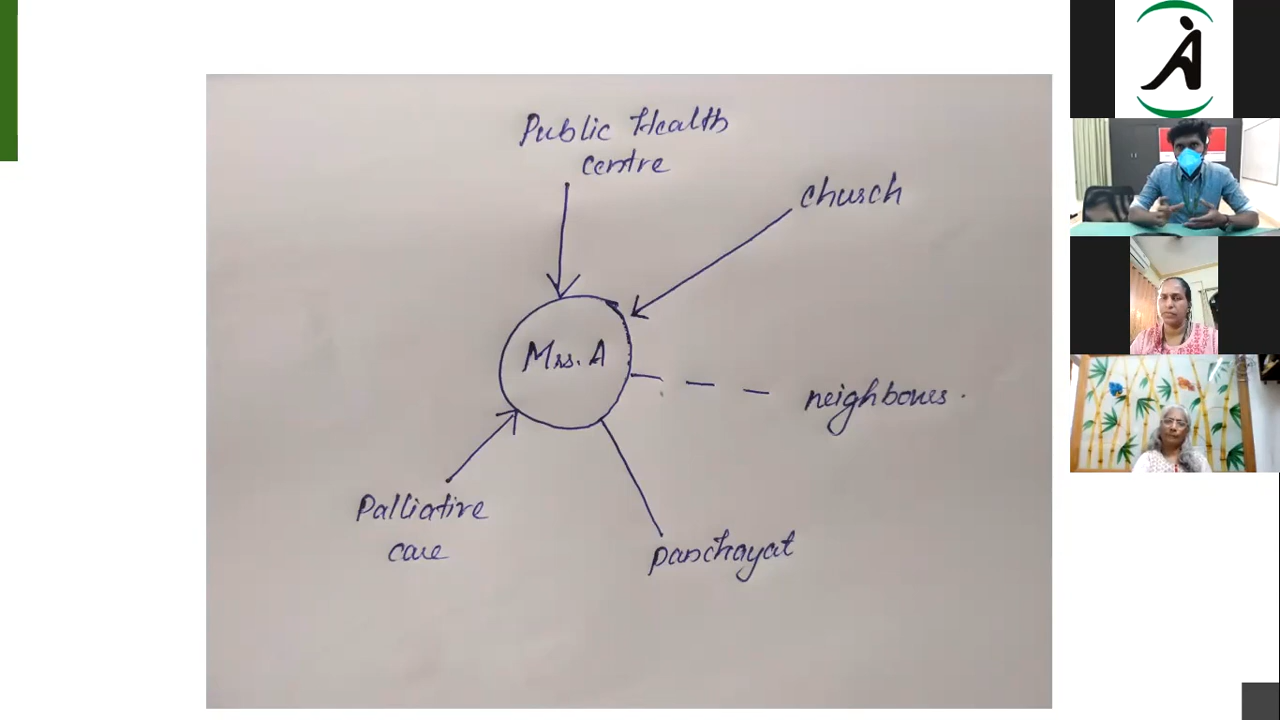 Public Health
centre
church
Mrs. A
neighbours.
Palliative
care
panchayat